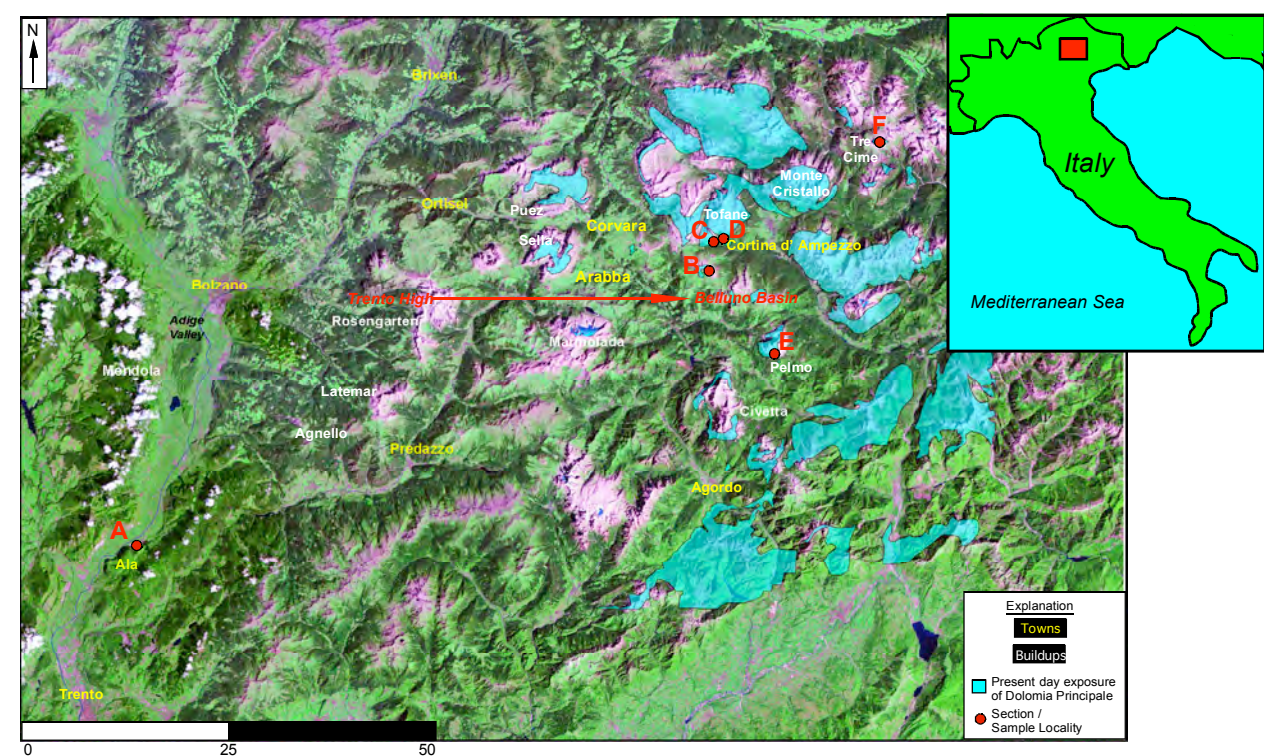 N
Brixen
F
Tre
Cime
Monte
Cristallo
Ortisei
Puez
Corvara
Tofane
C
D
Cortina d' Ampezzo
Sella
B
Arabba
Bolzano
Trento High
Belluno Basin
Adige
Valley
Rosengarten
Marmolada
E
Pelmo
Mendola
Latemar
Civetta
Agnello
Predazzo
Agordo
A
Ala
Trento
0
25
50
Italy
Mediterranean Sea
Explanation
Towns
Buildups
Present day exposure
of Dolomia Principale
Section /
Sample Locality